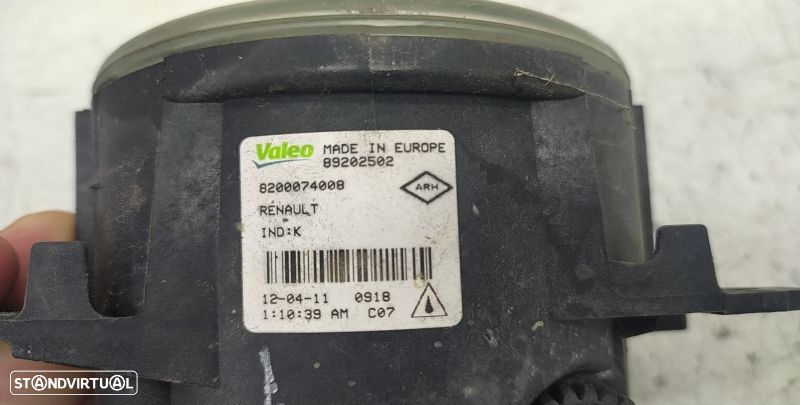 Valeo MADE IN EUROPE
89202502
8200074008 ARH
RENAULT
IND:K
12-04-11 0918
1:10:39 AM C07
STANDVIRTUAL